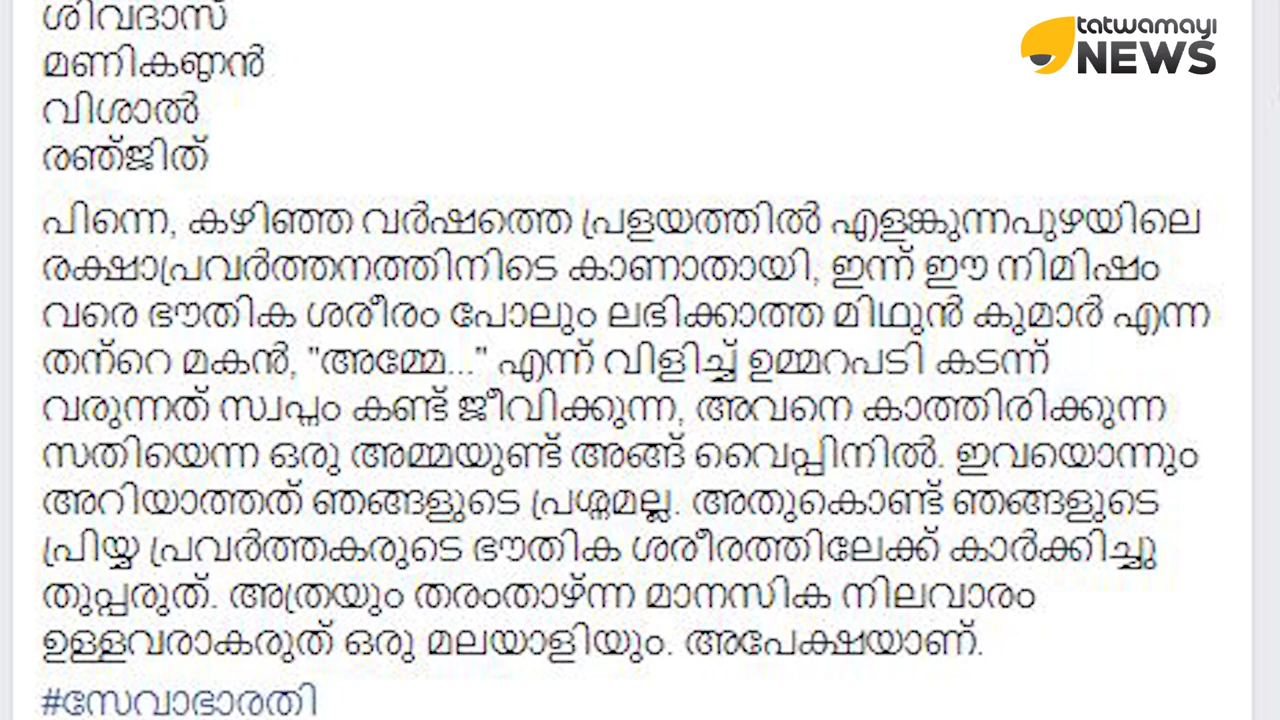 ശിവദാസ്
tatwamayi
NEWS
മണികണ്ഠൻ
വിശാൽ
രഞ്ജിത്
പിന്നെ, കഴിഞ്ഞ വർഷത്തെ പ്രളയത്തിൽ എളങ്കുന്നപുഴയിലെ
രക്ഷാപ്രവർത്തനത്തിനിടെ കാണാതായി, ഇന്ന് ഈ നിമിഷം
വരെ ഭൗതിക ശരീരം പോലും ലഭിക്കാത്ത മിഥുൻ കുമാർ എന്ന
തന്റെ മകൻ, "അമ്മേ..." എന്ന് വിളിച്ച് ഉമ്മറപടി കടന്ന്
വരുന്നത് സ്വപ്നം കണ്ട് ജീവിക്കുന്ന, അവനെ കാത്തിരിക്കുന്ന
സതിയെന്ന ഒരു അമ്മയുണ്ട് അങ്ങ് വൈപ്പിനിൽ. ഇവയൊന്നും
അറിയാത്തത് ഞങ്ങളുടെ പ്രശ്നമല്ല. അതുകൊണ്ട് ഞങ്ങളുടെ
പ്രിയ്യ പ്രവർത്തകരുടെ ഭൗതിക ശരീരത്തിലേക്ക് കാർക്കിച്ചു
തുപ്പരുത്. അത്രയും തരംതാഴ്ന്ന മാനസിക നിലവാരം
ഉള്ളവരാകരുത് ഒരു മലയാളിയും. അപേക്ഷയാണ്.
#സേവാഭാരതി